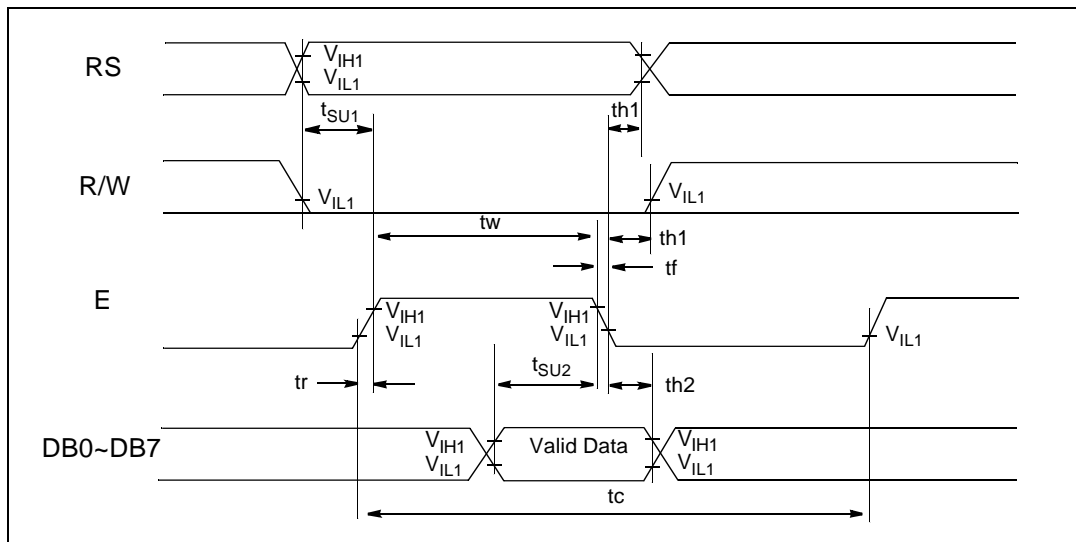 RS
VIH1
VIL1
tSU1
th1
R/W
VIL1
VIL1
tw
th1
tf
E
VIH1
VIL1
VIH1
VIL1
VIL1
tSU2
tr
th2
DB0~DB7
VIH1
VIL1
Valid Data
VIH1
VIL1
tc